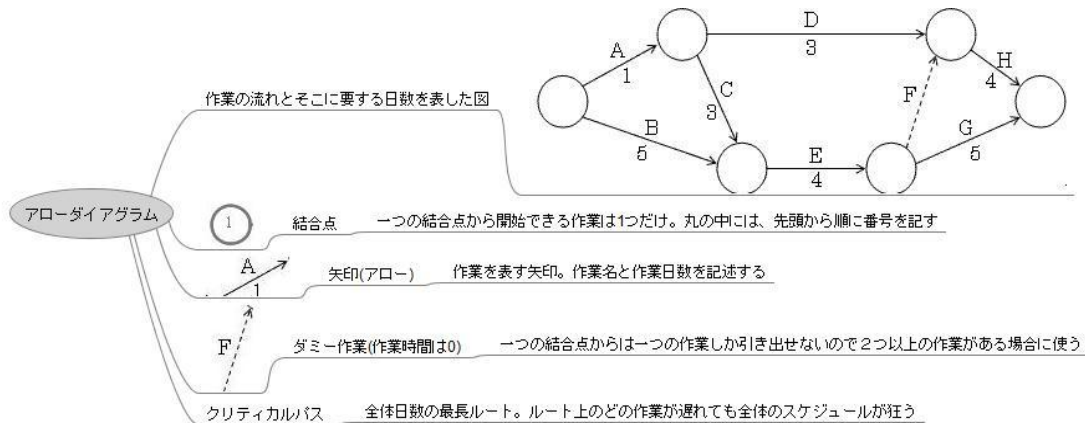 A
1
D
3
H
4
C
3
F
B
5
E
4
G
5
作業の流れとそこに要する日数を表した図
アローダイアグラム
1
結合点
一つの結合点から開始できる作業は1つだけ。丸の中には、先頭から順に番号を記す
A
1
矢印(アロー)
作業を表す矢印。作業名と作業日数を記述する
F
ダミー作業(作業時間は0)
一つの結合点からは一つの作業しか引き出せないので2つ以上の作業がある場合に使う
クリティカルパス
全体日数の最長ルート。ルート上のどの作業が遅れても全体のスケジュールが狂う